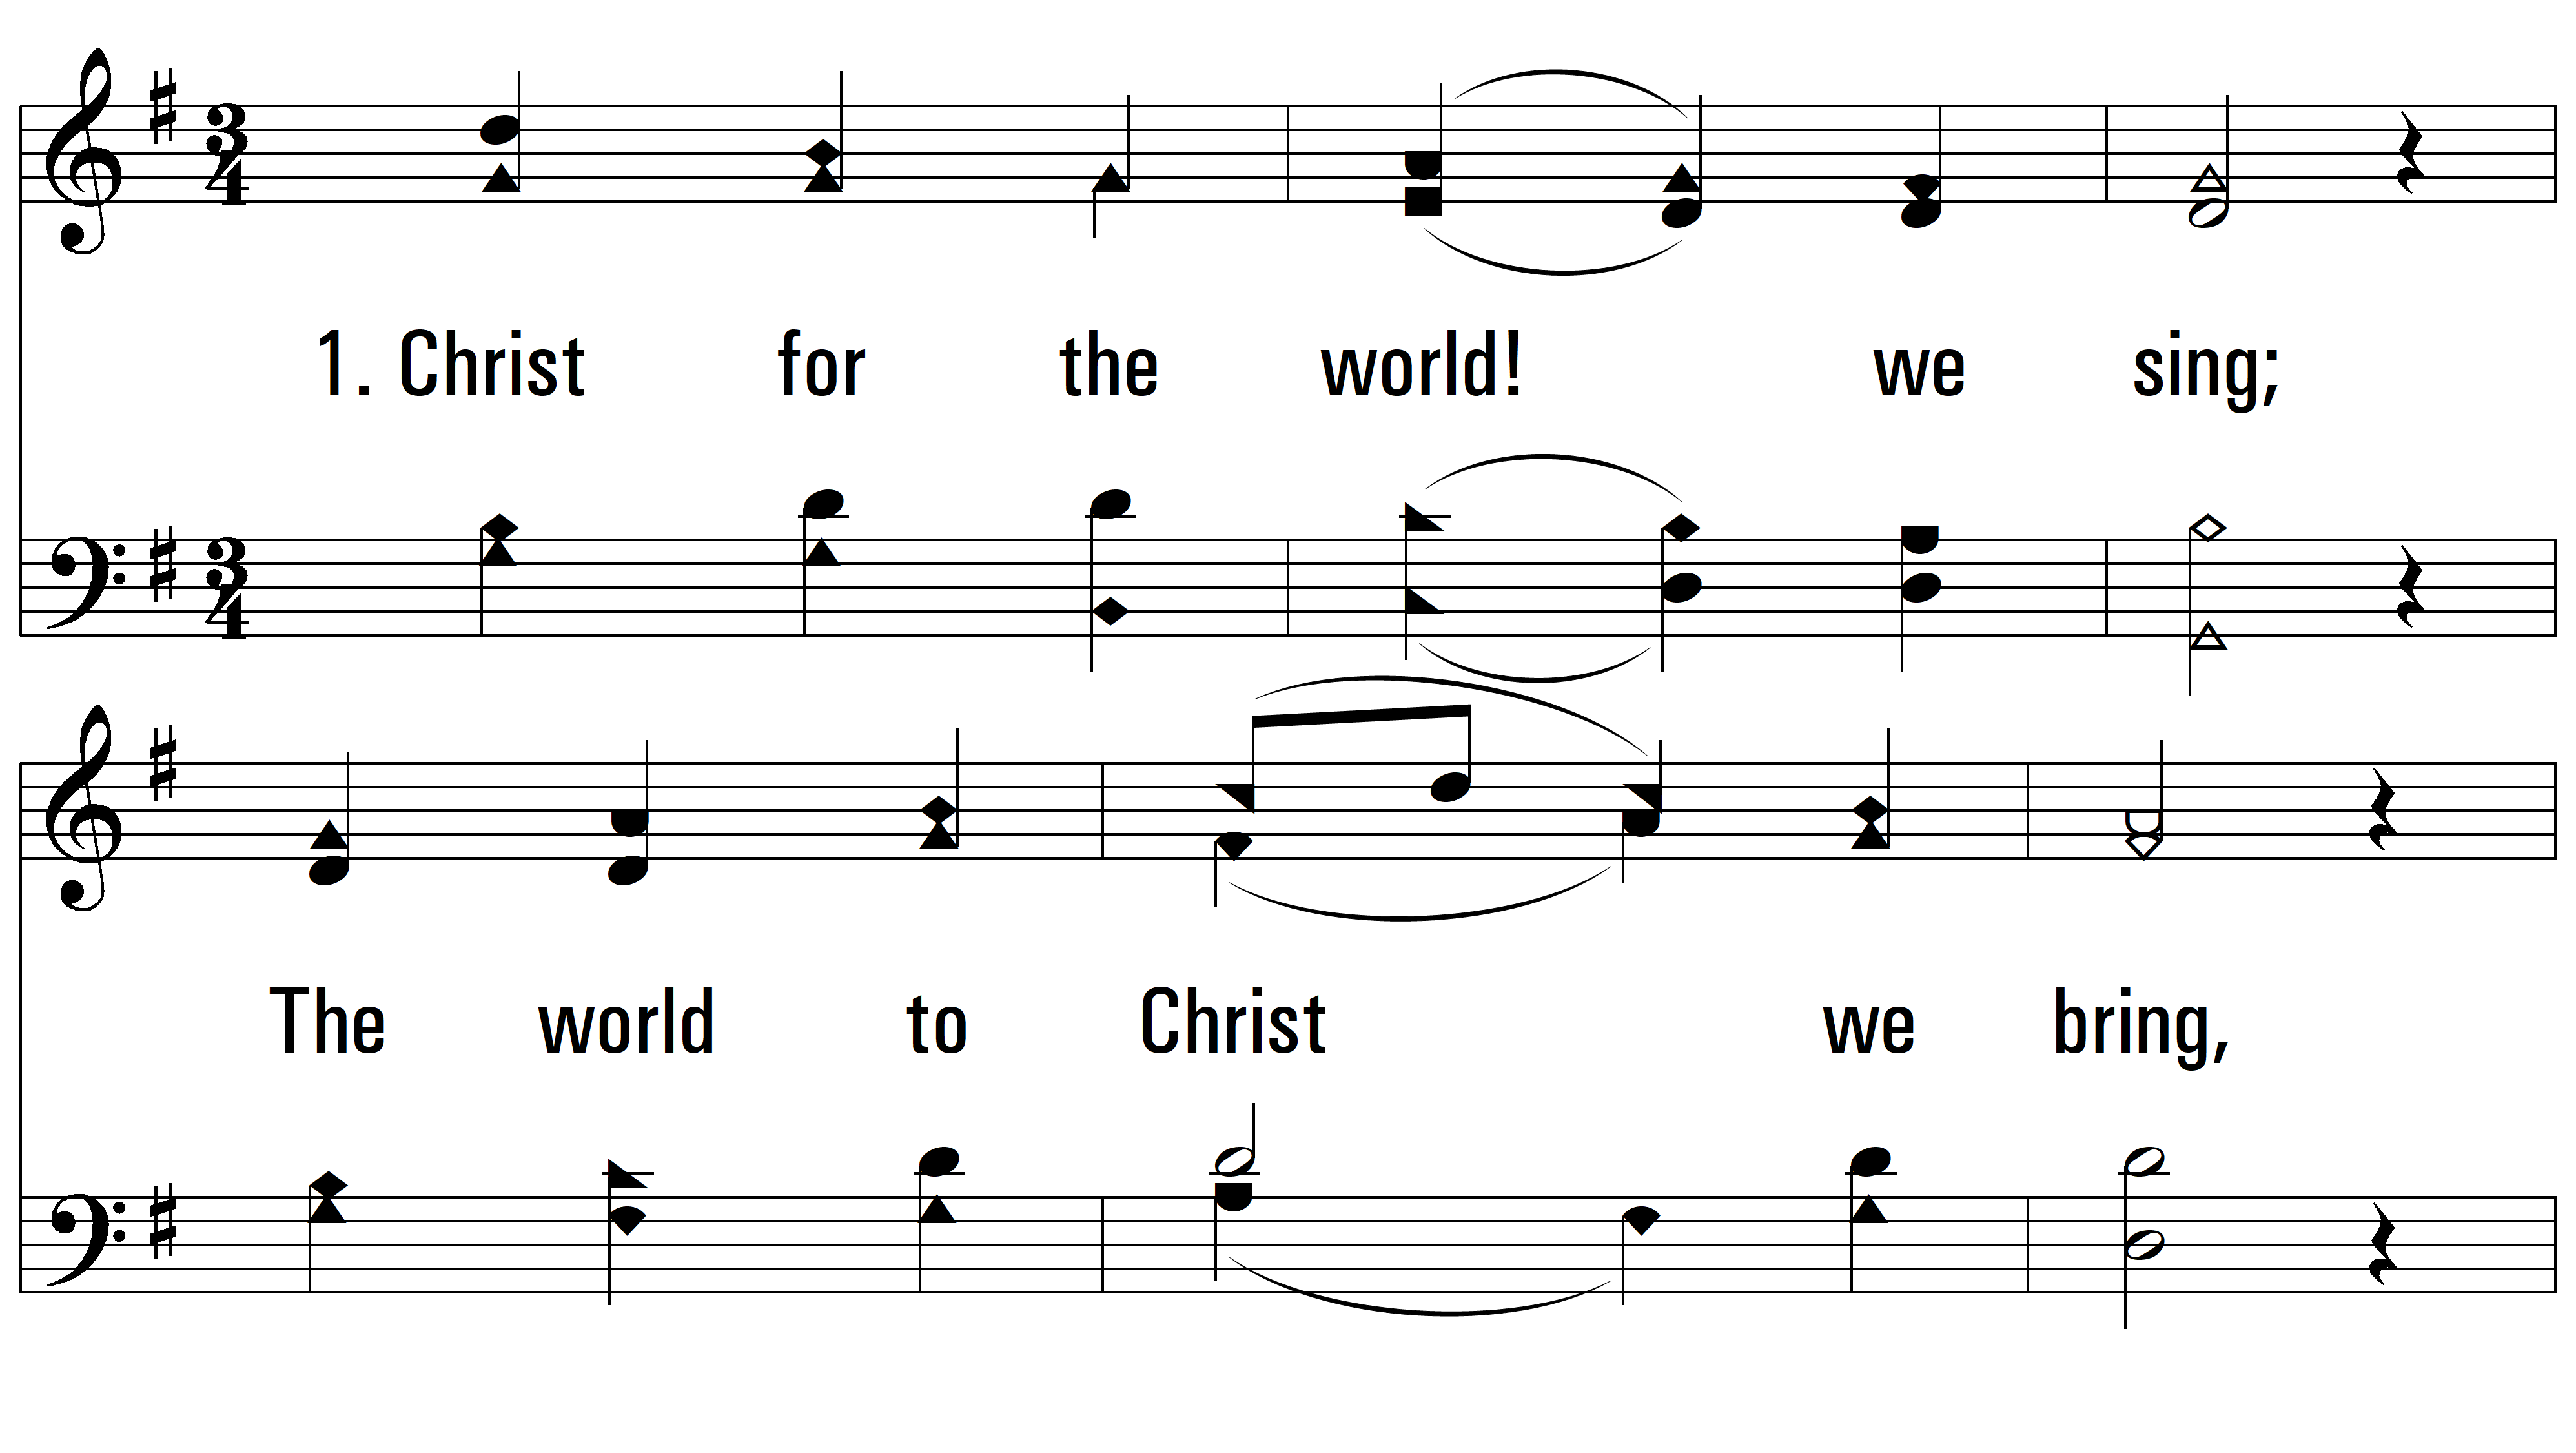 1. Christ for the world! we sing;
The world to Christ we bring,